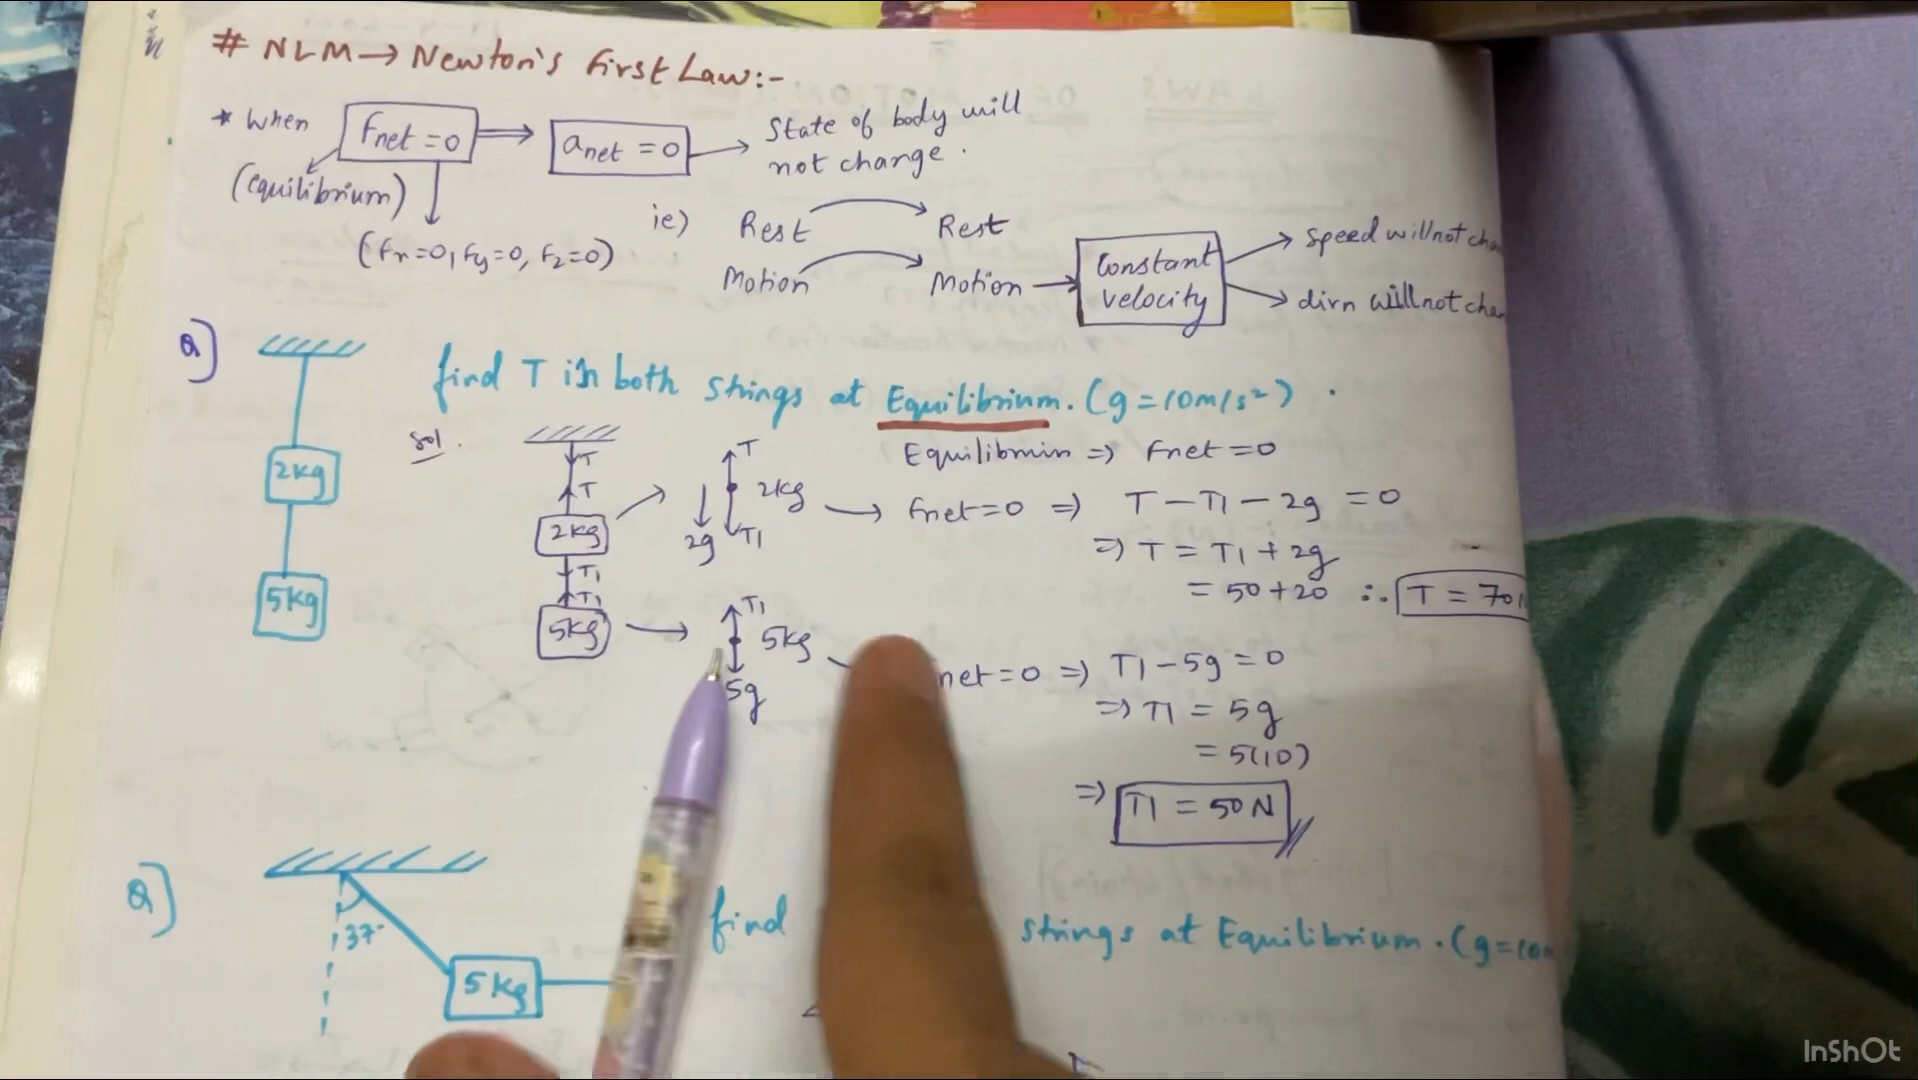 # NLM → Newton's First Law:-
* When Fnet = 0 ⟹ anet = 0 → State of body will not change.
(Equilibrium)
(Fx=0, Fy=0, Fz=0)
ie) Rest Rest
Motion Motion → Constant velocity
→ Speed will not
→ dirn will not
Q) find T in both strings at Equilibrium. (g=10m/s²).
2kg
5kg
Sol.
T
T
2kg
T1
T1
5kg
T
2kg
2g T1
T1
5kg
5g
Equilibrium => Fnet = 0
→ Fnet = 0 => T - T1 - 2g = 0
=> T = T1 + 2g
= 50 + 20 ∴ T = 70
net = 0 => T1 - 5g = 0
=> T1 = 5g
= 5(10)
=> T1 = 50 N
Q) find strings at Equilibrium. (g=10
37°
5kg
InShOt